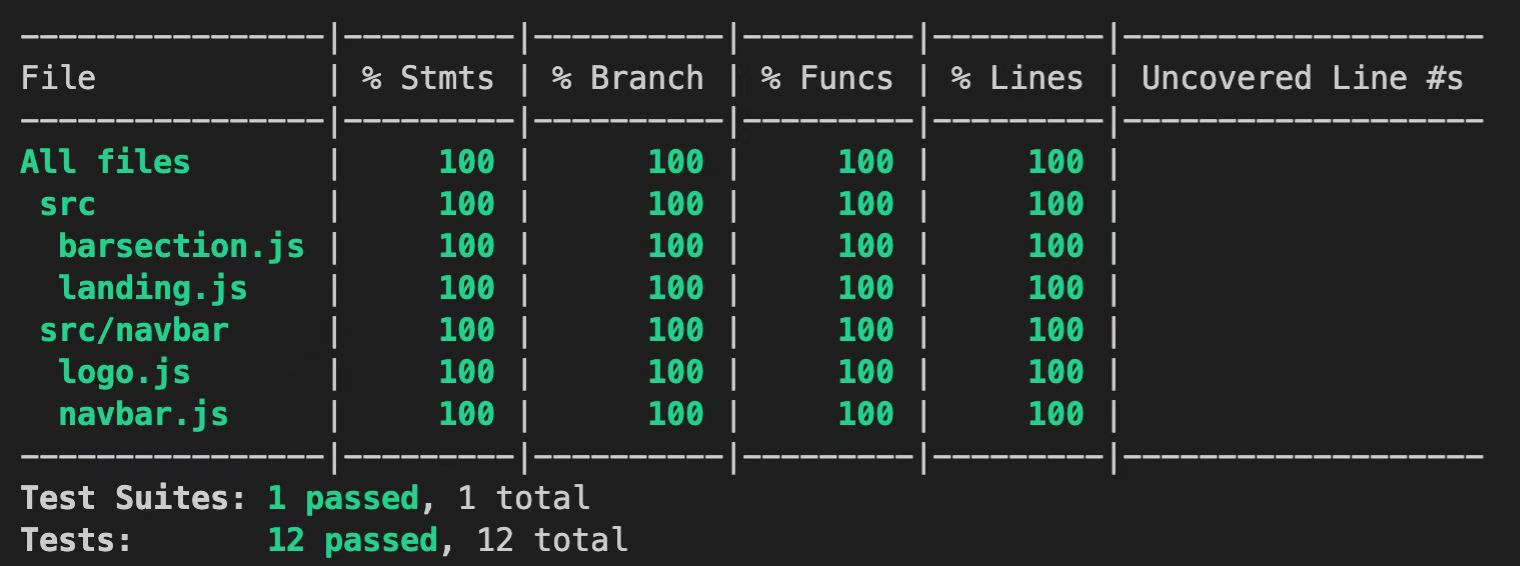 ----------------|---------|----------|---------|---------|-------------------
File            | % Stmts | % Branch | % Funcs | % Lines | Uncovered Line #s
----------------|---------|----------|---------|---------|-------------------
All files       |     100 |      100 |     100 |     100 |
 src            |     100 |      100 |     100 |     100 |
  barsection.js |     100 |      100 |     100 |     100 |
  landing.js    |     100 |      100 |     100 |     100 |
 src/navbar     |     100 |      100 |     100 |     100 |
  logo.js       |     100 |      100 |     100 |     100 |
  navbar.js     |     100 |      100 |     100 |     100 |
----------------|---------|----------|---------|---------|-------------------
Test Suites: 1 passed, 1 total
Tests:       12 passed, 12 total